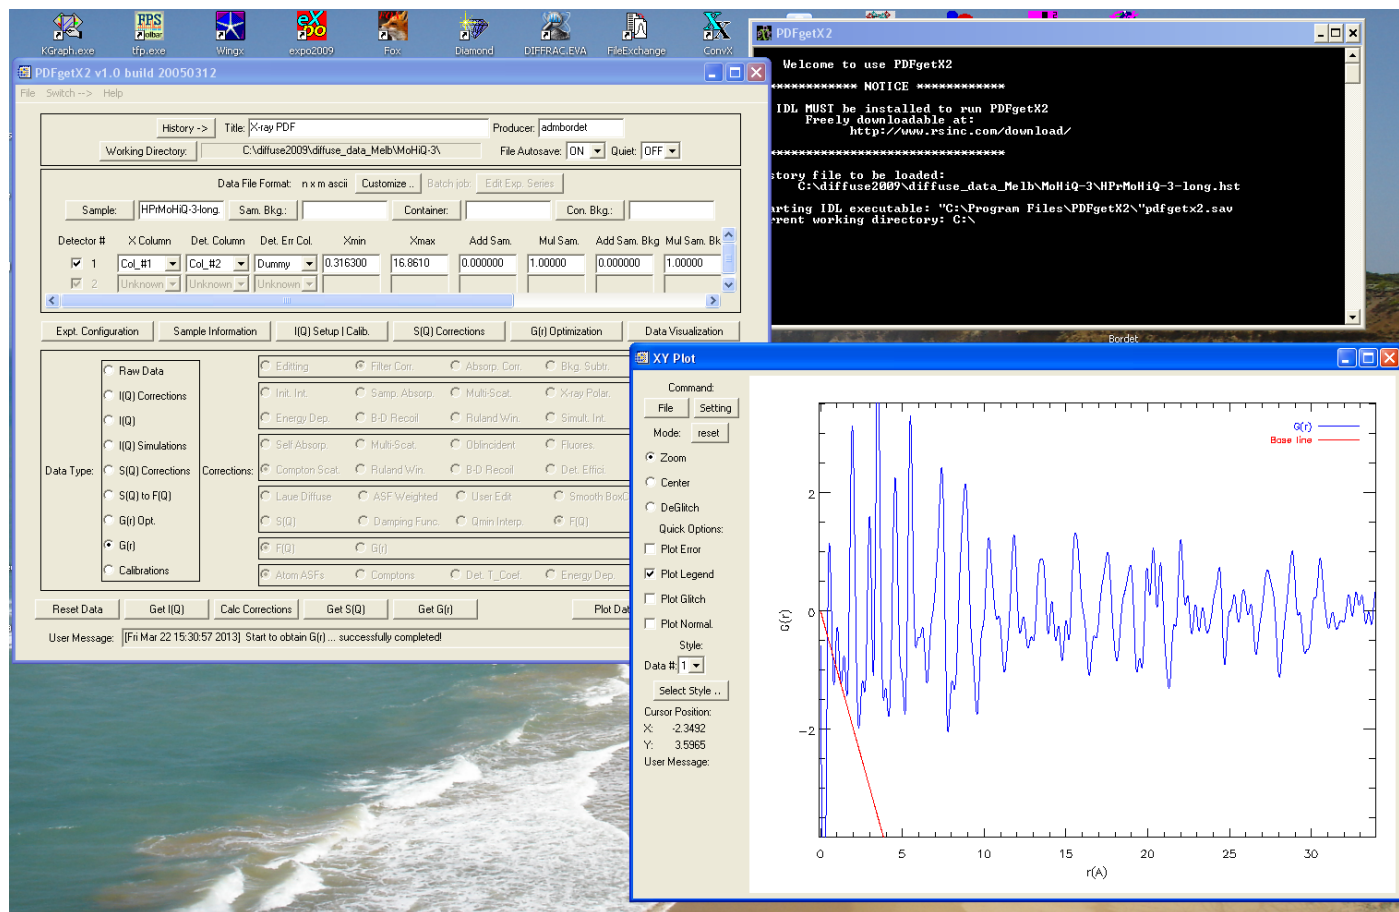 KGraph.exe
tfp.exe
Wingx
expo2009
Fox
Diamond
DIFFRAC.EVA
FileExchange
ConvX
PDFgetX2 v1.0 build 20050312
File Switch --> Help
History -> Title: X-ray PDF Producer: admbordet
Working Directory: C:\diffuse2009\diffuse_data_Melb\MoHiQ-3\ File Autosave: ON Quiet: OFF
Data File Format: n x m ascii Customize .. Batch job: Edit Exp. Series
Sample: HPrMoHiQ-3-long. Sam. Bkg.: Container: Con. Bkg.:
Detector # X Column Det. Column Det. Err Col. Xmin Xmax Add Sam. Mul Sam. Add Sam. Bkg Mul Sam. Bk
1 Col_#1 Col_#2 Dummy 0.316300 16.8610 0.000000 1.00000 0.000000 1.00000
2 Unknown Unknown Unknown
Expt. Configuration Sample Information I(Q) Setup | Calib. S(Q) Corrections G(r) Optimization Data Visualization
Data Type:
Raw Data
I(Q) Corrections
I(Q)
I(Q) Simulations
S(Q) Corrections
S(Q) to F(Q)
G(r) Opt.
G(r)
Calibrations
Corrections:
Editting Filter Corr. Absorp. Corr. Bkg. Subtr.
Init. Int. Samp. Absorp. Multi-Scat. X-ray Polar.
Energy Dep. B-D Recoil Ruland Win. Simult. Int.
Self Absorp. Multi-Scat. Oblincident Fluores.
Compton Scat. Ruland Win. B-D Recoil Det. Effici.
Laue Diffuse ASF Weighted User Edit Smooth BoxC
S(Q) Damping Func. Qmin Interp. F(Q)
F(Q) G(r)
Atom ASFs Comptons Det. T_Coef. Energy Dep.
Reset Data Get I(Q) Calc Corrections Get S(Q) Get G(r) Plot Dat
User Message: [Fri Mar 22 15:30:57 2013] Start to obtain G(r) ... successfully completed!
PDFgetX2
Welcome to use PDFgetX2
************ NOTICE ************
IDL MUST be installed to run PDFgetX2
Freely downloadable at:
http://www.rsinc.com/download/
********************************
story file to be loaded:
C:\diffuse2009\diffuse_data_Melb\MoHiQ-3\HPrMoHiQ-3-long.hst
arting IDL executable: "C:\Program Files\PDFgetX2\"pdfgetx2.sav
rrent working directory: C:\
Bordet
XY Plot
Command:
File Setting
Mode: reset
Zoom
Center
DeGlitch
Quick Options:
Plot Error
Plot Legend
Plot Glitch
Plot Normal.
Style:
Data #: 1
Select Style ..
Cursor Position:
X: -2.3492
Y: 3.5965
User Message:
G(r)
Base line
2
0
-2
G(r)
0 5 10 15 20 25 30
r(A)